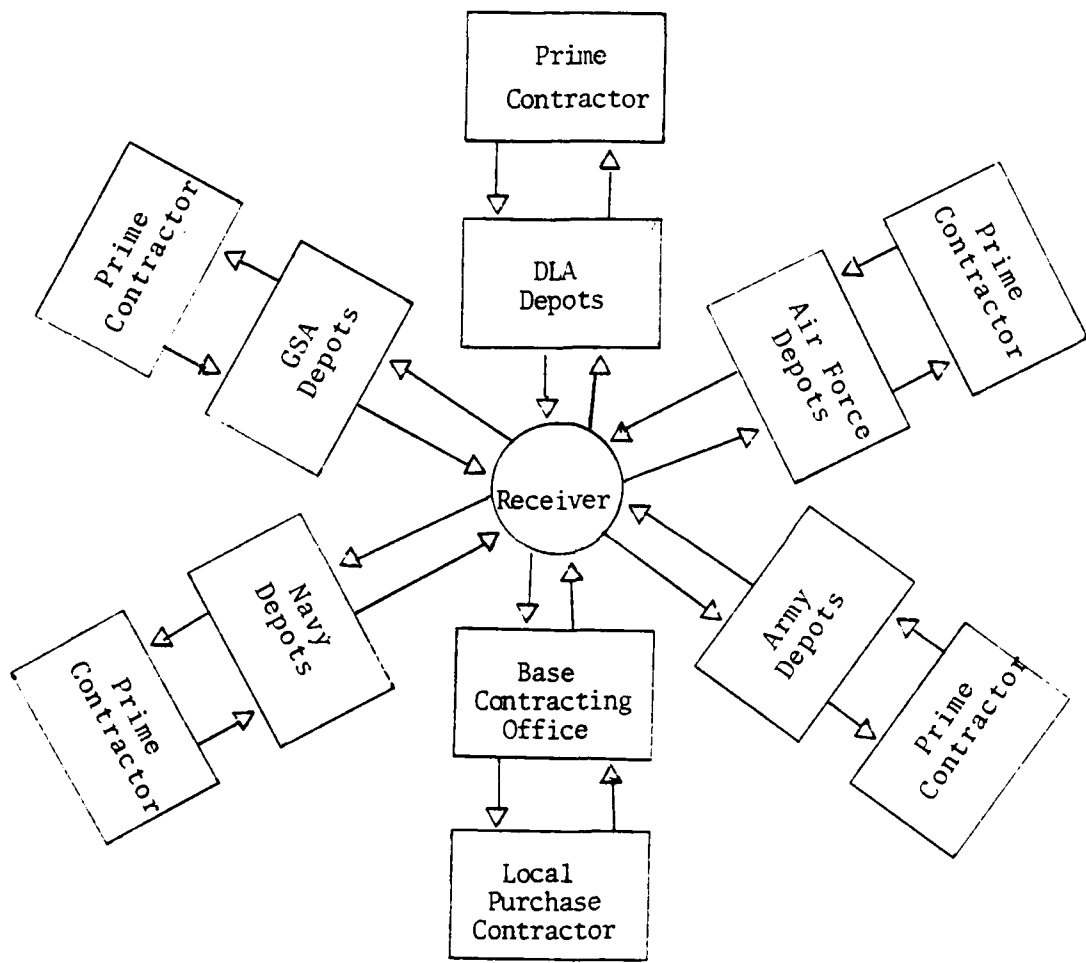 Prime
Contractor
DLA
Depots
Prime
Contractor
GSA
Depots
Air Force
Depots
Prime
Contractor
Receiver
Navy
Depots
Prime
Contractor
Army
Depots
Prime
Contractor
Base
Contracting
Office
Local
Purchase
Contractor